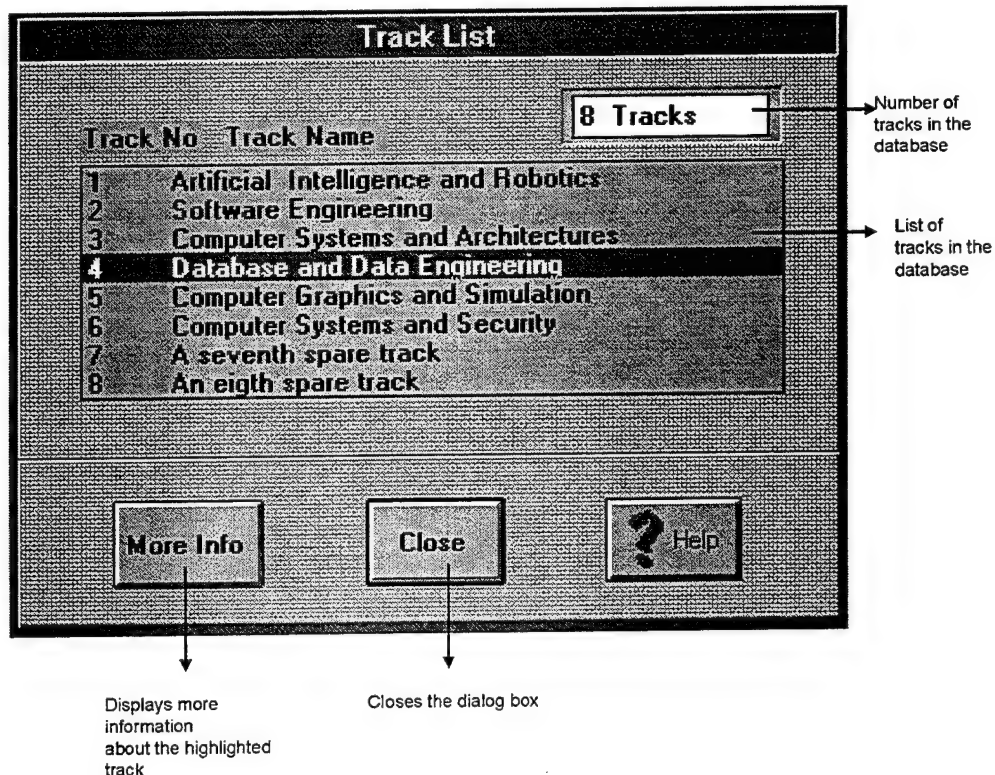 Track List
8 Tracks
Number of
tracks in the
database
Track No Track Name
1 Artificial Intelligence and Robotics
2 Software Engineering
3 Computer Systems and Architectures
List of
tracks in the
database
4 Database and Data Engineering
5 Computer Graphics and Simulation
6 Computer Systems and Security
7 A seventh spare track
8 An eigth spare track
More Info
Close
? Help
Displays more
information
about the highlighted
track
Closes the dialog box